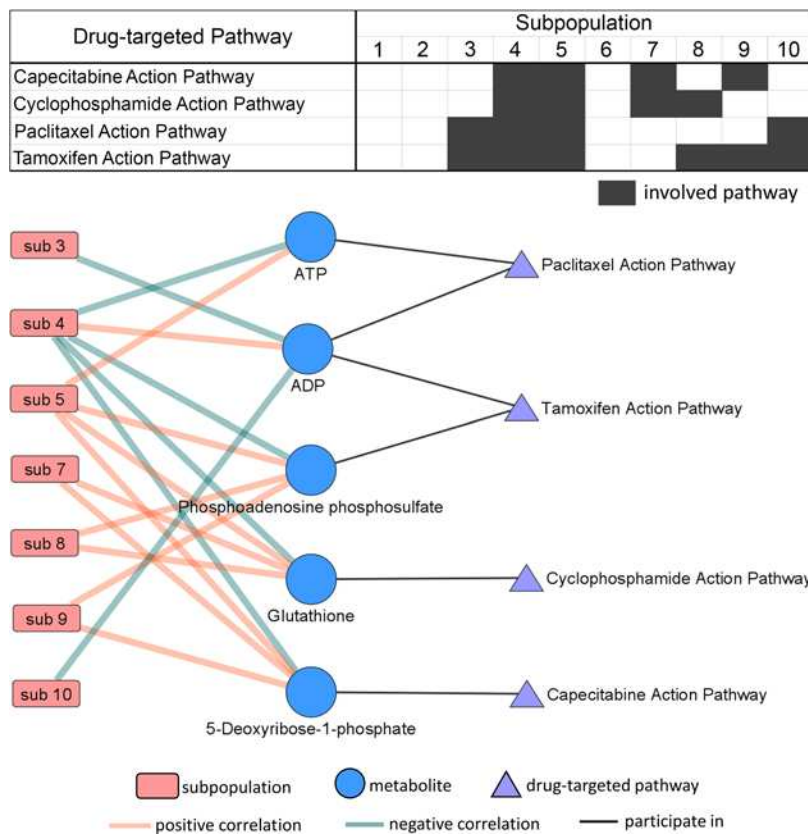 Drug-targeted Pathway
Subpopulation
1 2 3 4 5 6 7 8 9 10
Capecitabine Action Pathway
Cyclophosphamide Action Pathway
Paclitaxel Action Pathway
Tamoxifen Action Pathway
involved pathway
sub 3
ATP
Paclitaxel Action Pathway
sub 4
ADP
sub 5
Tamoxifen Action Pathway
sub 7
Phosphoadenosine phosphosulfate
sub 8
Cyclophosphamide Action Pathway
sub 9
Glutathione
sub 10
Capecitabine Action Pathway
5-Deoxyribose-1-phosphate
subpopulation metabolite drug-targeted pathway
positive correlation negative correlation participate in